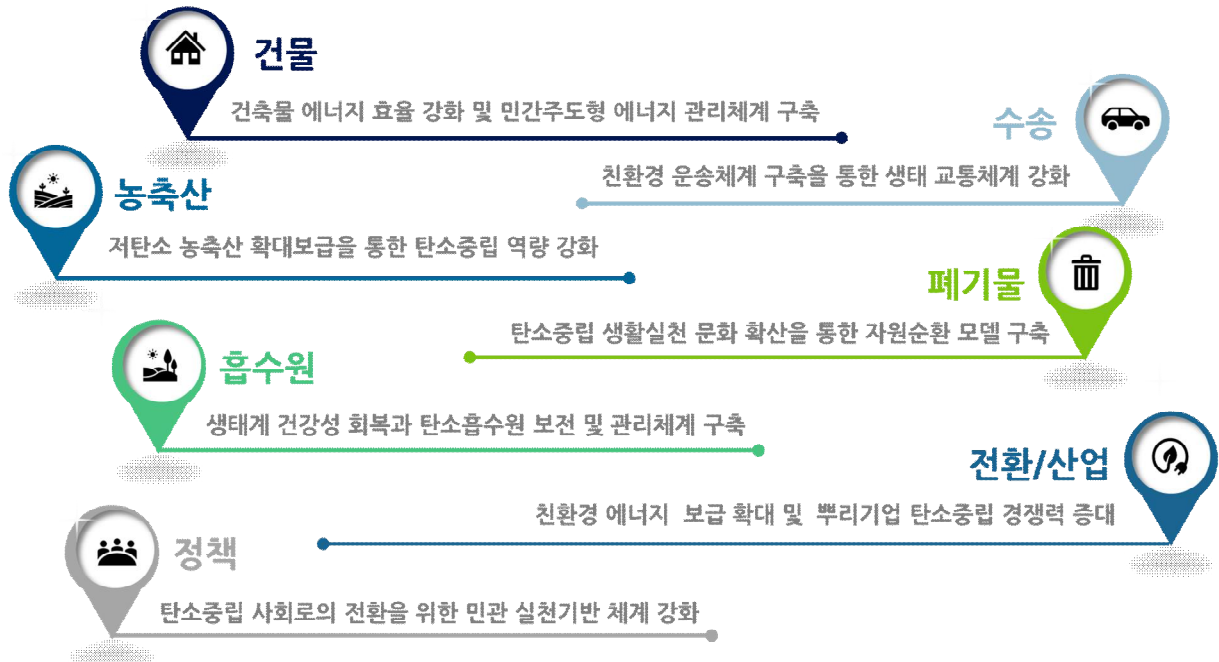 건물
건축물 에너지 효율 강화 및 민간주도형 에너지 관리체계 구축
수송
친환경 운송체계 구축을 통한 생태 교통체계 강화
농축산
저탄소 농축산 확대보급을 통한 탄소중립 역량 강화
폐기물
탄소중립 생활실천 문화 확산을 통한 자원순환 모델 구축
흡수원
생태계 건강성 회복과 탄소흡수원 보전 및 관리체계 구축
전환/산업
친환경 에너지 보급 확대 및 뿌리기업 탄소중립 경쟁력 증대
정책
탄소중립 사회로의 전환을 위한 민관 실천기반 체계 강화